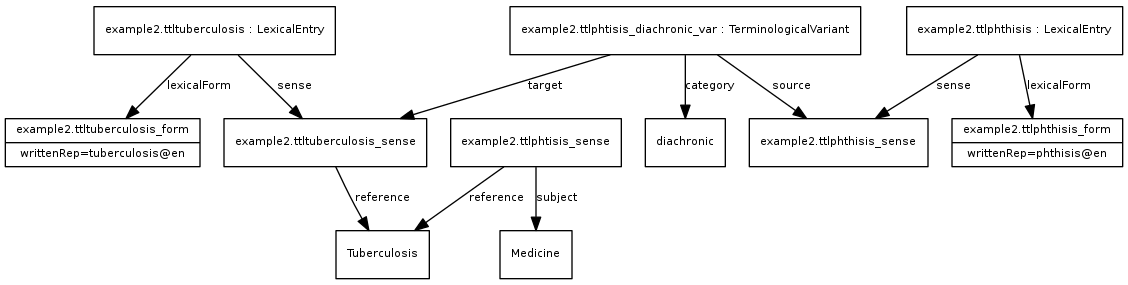 example2.ttltuberculosis : LexicalEntry
example2.ttlphtisis_diachronic_var : TerminologicalVariant
example2.ttlphthisis : LexicalEntry
lexicalForm
sense
target
category
source
sense
lexicalForm
example2.ttltuberculosis_form
writtenRep=tuberculosis@en
example2.ttltuberculosis_sense
example2.ttlphtisis_sense
diachronic
example2.ttlphthisis_sense
example2.ttlphthisis_form
writtenRep=phthisis@en
reference
reference
subject
Tuberculosis
Medicine